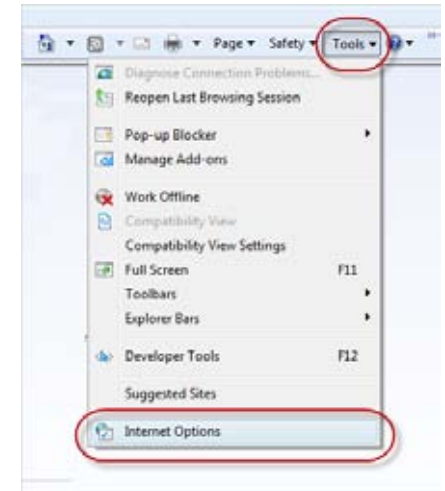 Page Safety Tools
Diagnose Connection Problems...
Reopen Last Browsing Session
Pop-up Blocker
Manage Add-ons
Work Offline
Compatibility View
Compatibility View Settings
Full Screen F11
Toolbars
Explorer Bars
Developer Tools F12
Suggested Sites
Internet Options